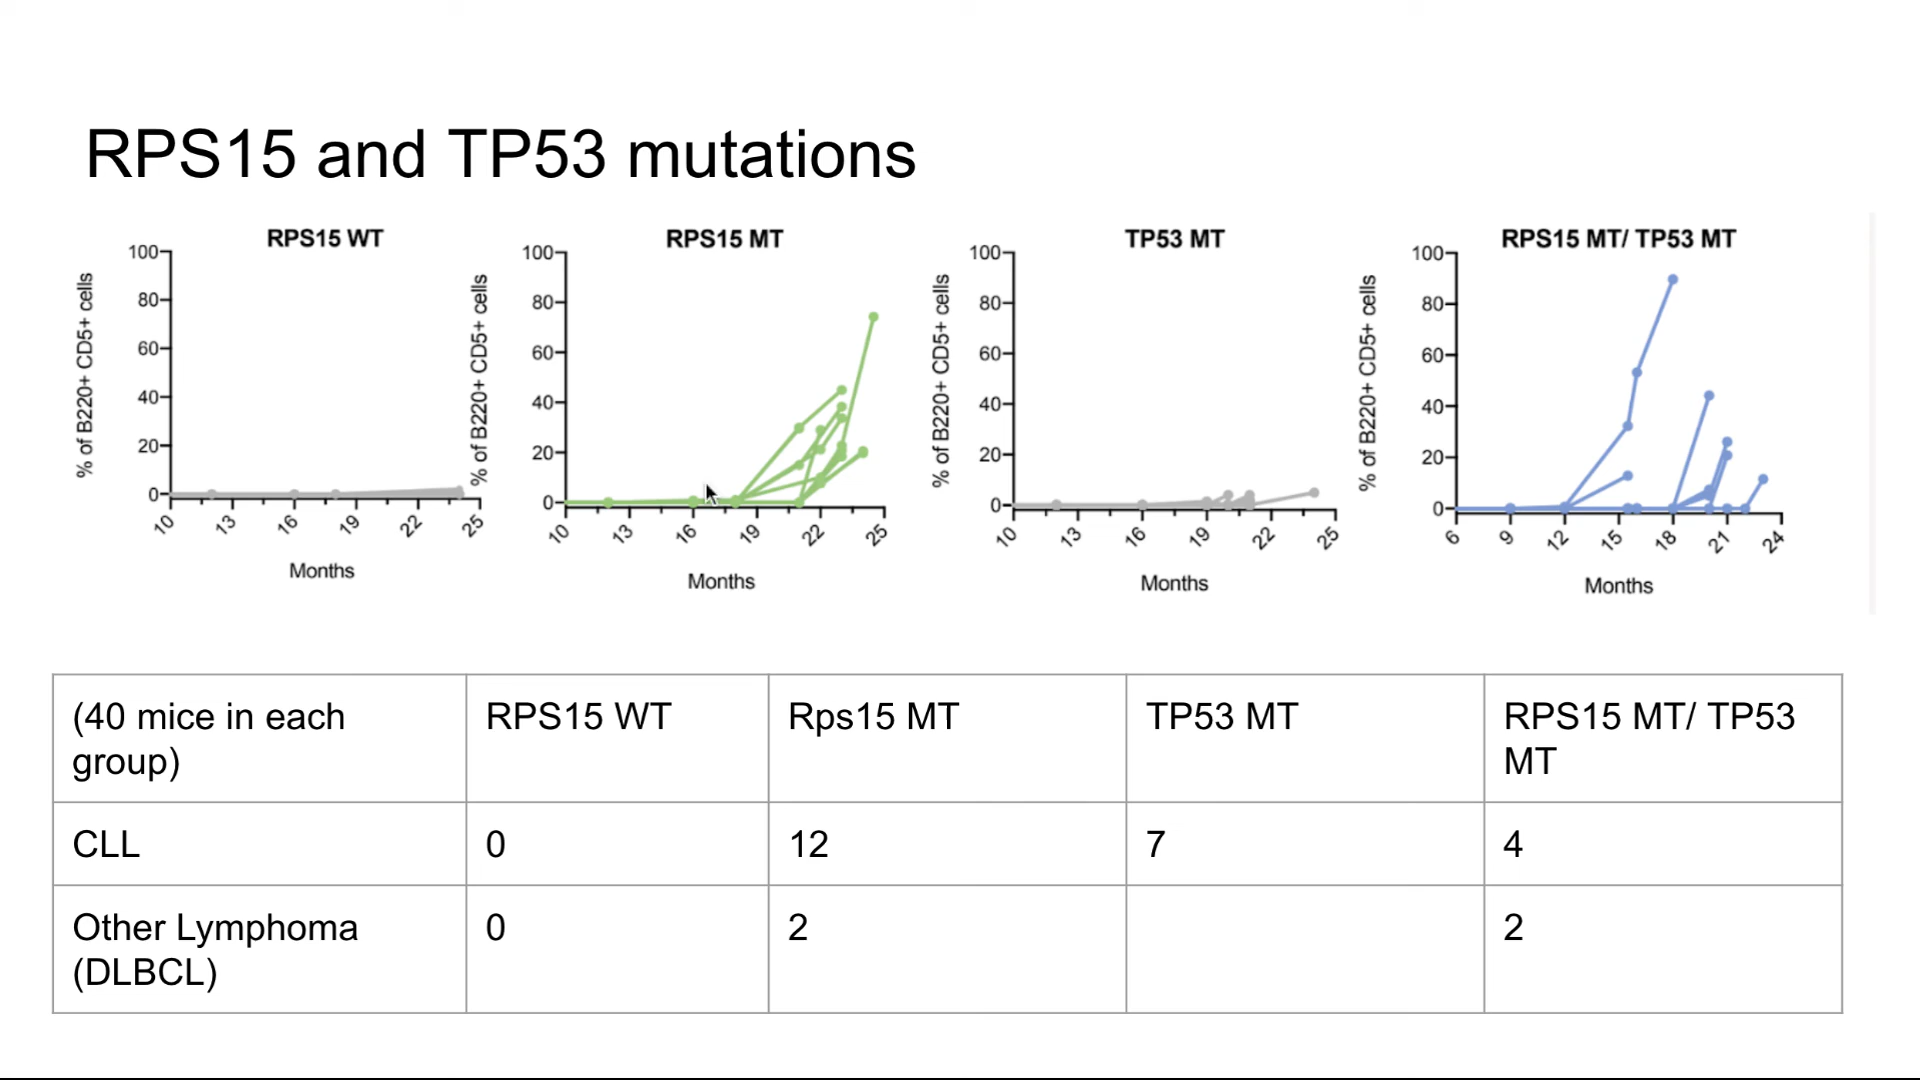 RPS15 and TP53 mutations
RPS15 WT
% of B220+ CD5+ cells
100
80
60
40
20
0
10
13
16
19
22
25
Months
RPS15 MT
% of B220+ CD5+ cells
100
80
60
40
20
0
10
13
16
19
22
25
Months
TP53 MT
% of B220+ CD5+ cells
100
80
60
40
20
0
10
13
16
19
22
25
Months
RPS15 MT/ TP53 MT
% of B220+ CD5+ cells
100
80
60
40
20
0
6
9
12
15
18
21
24
Months
(40 mice in each
group)
RPS15 WT
Rps15 MT
TP53 MT
RPS15 MT/ TP53
MT
CLL
0
12
7
4
Other Lymphoma
(DLBCL)
0
2
2